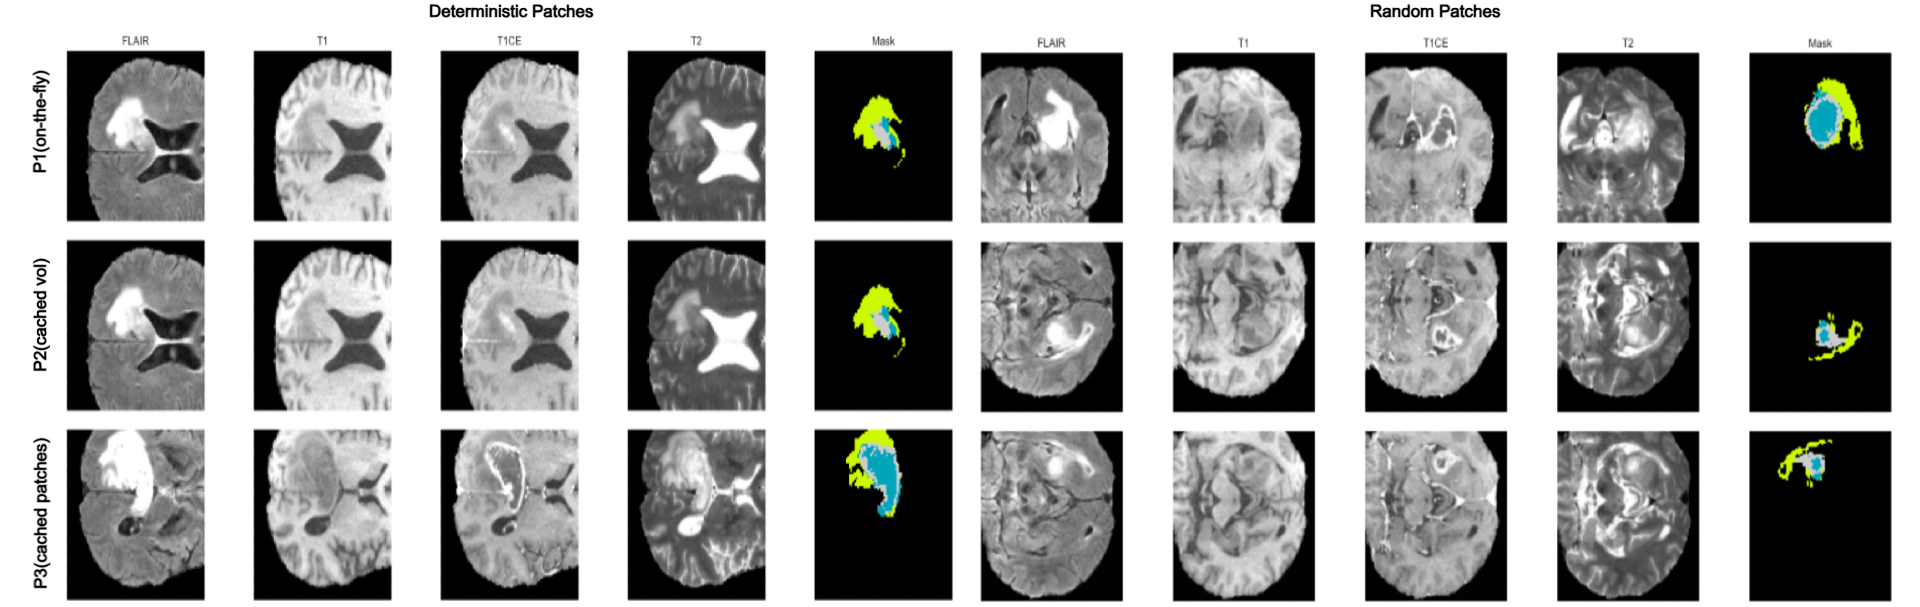 Deterministic Patches
Random Patches
FLAIR T1 T1CE T2 Mask
FLAIR T1 T1CE T2 Mask
P1(on-the-fly)
P2(cached vol)
P3(cached patches)